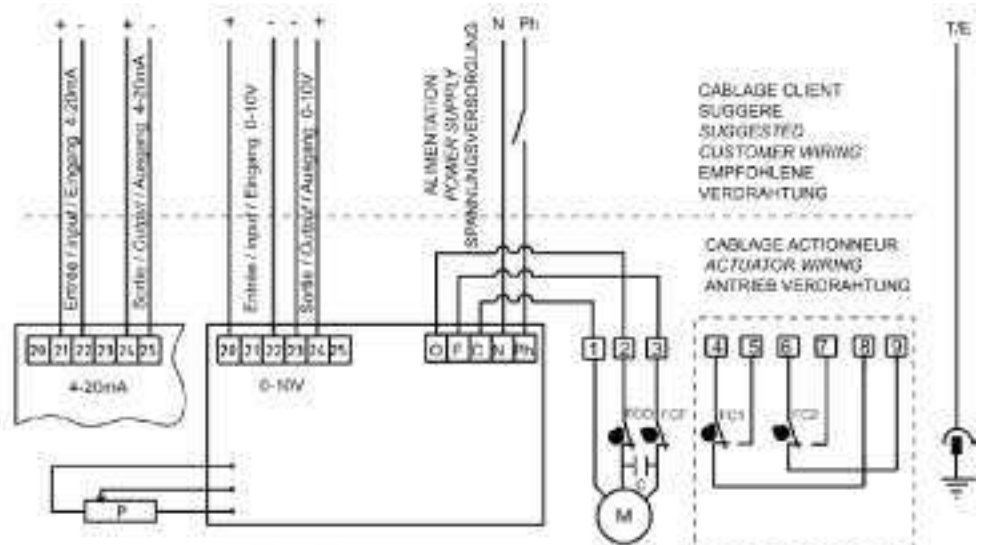 + -
+ -
+
- -
+
N Ph
T/E
Entrée / input / Eingang 4-20mA
Sortie / Output / Ausgang 4-20mA
Entrée / input / Eingang 0-10V
Sortie / Output / Ausgang 0-10V
ALIMENTATION
POWER SUPPLY
SPANNUNGSVERSORGUNG
CABLAGE CLIENT
SUGGERE
SUGGESTED
CUSTOMER WIRING
EMPFOHLENE
VERDRAHTUNG
CABLAGE ACTIONNEUR
ACTUATOR WIRING
ANTRIEB VERDRAHTUNG
20 21 22 23 24 25
4-20mA
20 21 22 23 24 25
0-10V
O F C N Ph
1 2 3
4 5 6 7 8 9
FCO FCF
FC1
FC2
C
P
M